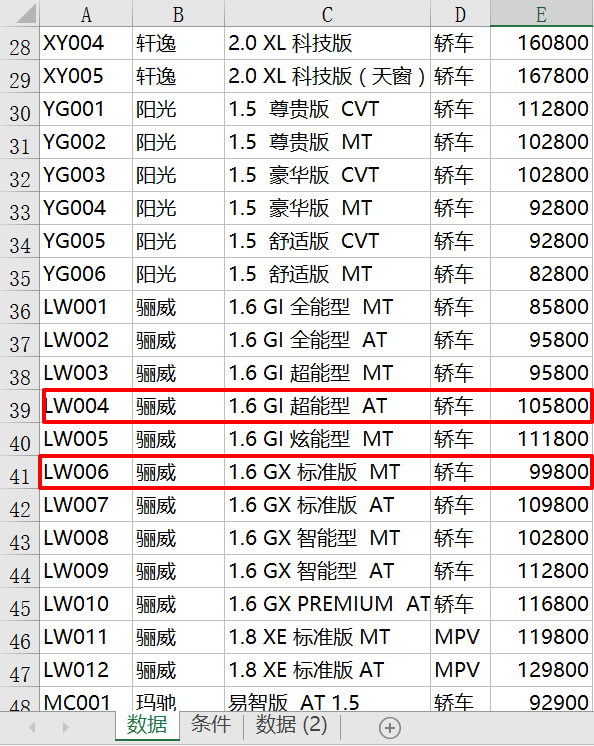 A B C D E
28 XY004 轩逸 2.0 XL 科技版 轿车 160800
29 XY005 轩逸 2.0 XL 科技版（天窗） 轿车 167800
30 YG001 阳光 1.5 尊贵版 CVT 轿车 112800
31 YG002 阳光 1.5 尊贵版 MT 轿车 102800
32 YG003 阳光 1.5 豪华版 CVT 轿车 102800
33 YG004 阳光 1.5 豪华版 MT 轿车 92800
34 YG005 阳光 1.5 舒适版 CVT 轿车 92800
35 YG006 阳光 1.5 舒适版 MT 轿车 82800
36 LW001 骊威 1.6 GI 全能型 MT 轿车 85800
37 LW002 骊威 1.6 GI 全能型 AT 轿车 95800
38 LW003 骊威 1.6 GI 超能型 MT 轿车 95800
39 LW004 骊威 1.6 GI 超能型 AT 轿车 105800
40 LW005 骊威 1.6 GI 炫能型 MT 轿车 111800
41 LW006 骊威 1.6 GX 标准版 MT 轿车 99800
42 LW007 骊威 1.6 GX 标准版 AT 轿车 109800
43 LW008 骊威 1.6 GX 智能型 MT 轿车 102800
44 LW009 骊威 1.6 GX 智能型 AT 轿车 112800
45 LW010 骊威 1.6 GX PREMIUM AT 轿车 116800
46 LW011 骊威 1.8 XE 标准版 MT MPV 119800
47 LW012 骊威 1.8 XE 标准版 AT MPV 129800
48 MC001 玛驰 易智版 AT 1.5 轿车 92900
数据 条件 数据 (2)